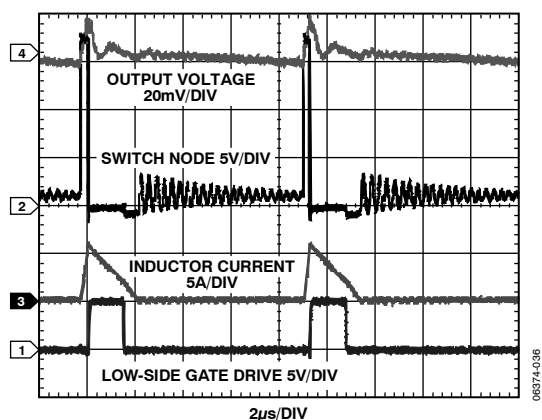 4
OUTPUT VOLTAGE
20mV/DIV
SWITCH NODE 5V/DIV
2
INDUCTOR CURRENT
5A/DIV
3
1
LOW-SIDE GATE DRIVE 5V/DIV
2µs/DIV
06374-036